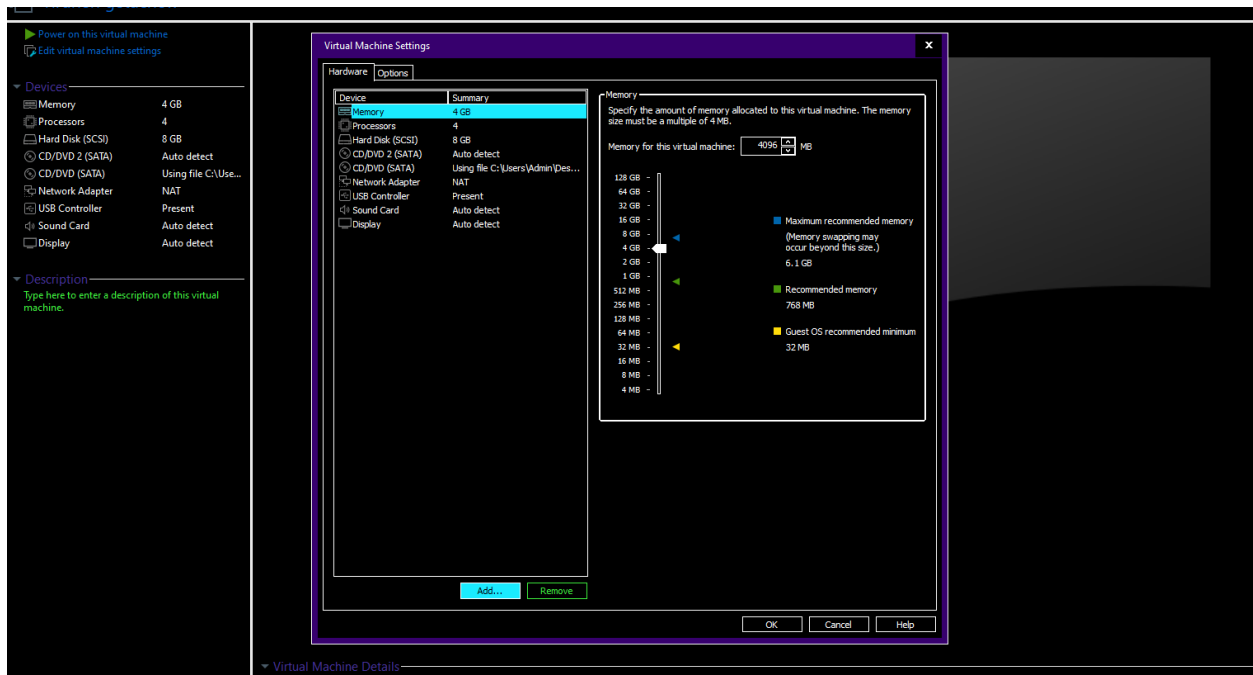 Power on this virtual machine
Edit virtual machine settings
Devices
Memory 4 GB
Processors 4
Hard Disk (SCSI) 8 GB
CD/DVD 2 (SATA) Auto detect
CD/DVD (SATA) Using file C:\Use...
Network Adapter NAT
USB Controller Present
Sound Card Auto detect
Display Auto detect
Description
Type here to enter a description of this virtual
machine.
Virtual Machine Settings
x
Hardware Options
Device Summary
Memory 4 GB
Processors 4
Hard Disk (SCSI) 8 GB
CD/DVD 2 (SATA) Auto detect
CD/DVD (SATA) Using file C:\Users\Admin\Des...
Network Adapter NAT
USB Controller Present
Sound Card Auto detect
Display Auto detect
Add... Remove
Memory
Specify the amount of memory allocated to this virtual machine. The memory
size must be a multiple of 4 MB.
Memory for this virtual machine: 4096 MB
128 GB
64 GB
32 GB
16 GB
8 GB
4 GB
2 GB
1 GB
512 MB
256 MB
128 MB
64 MB
32 MB
16 MB
8 MB
4 MB
Maximum recommended memory
(Memory swapping may
occur beyond this size.)
6.1 GB
Recommended memory
768 MB
Guest OS recommended minimum
32 MB
OK Cancel Help
Virtual Machine Details